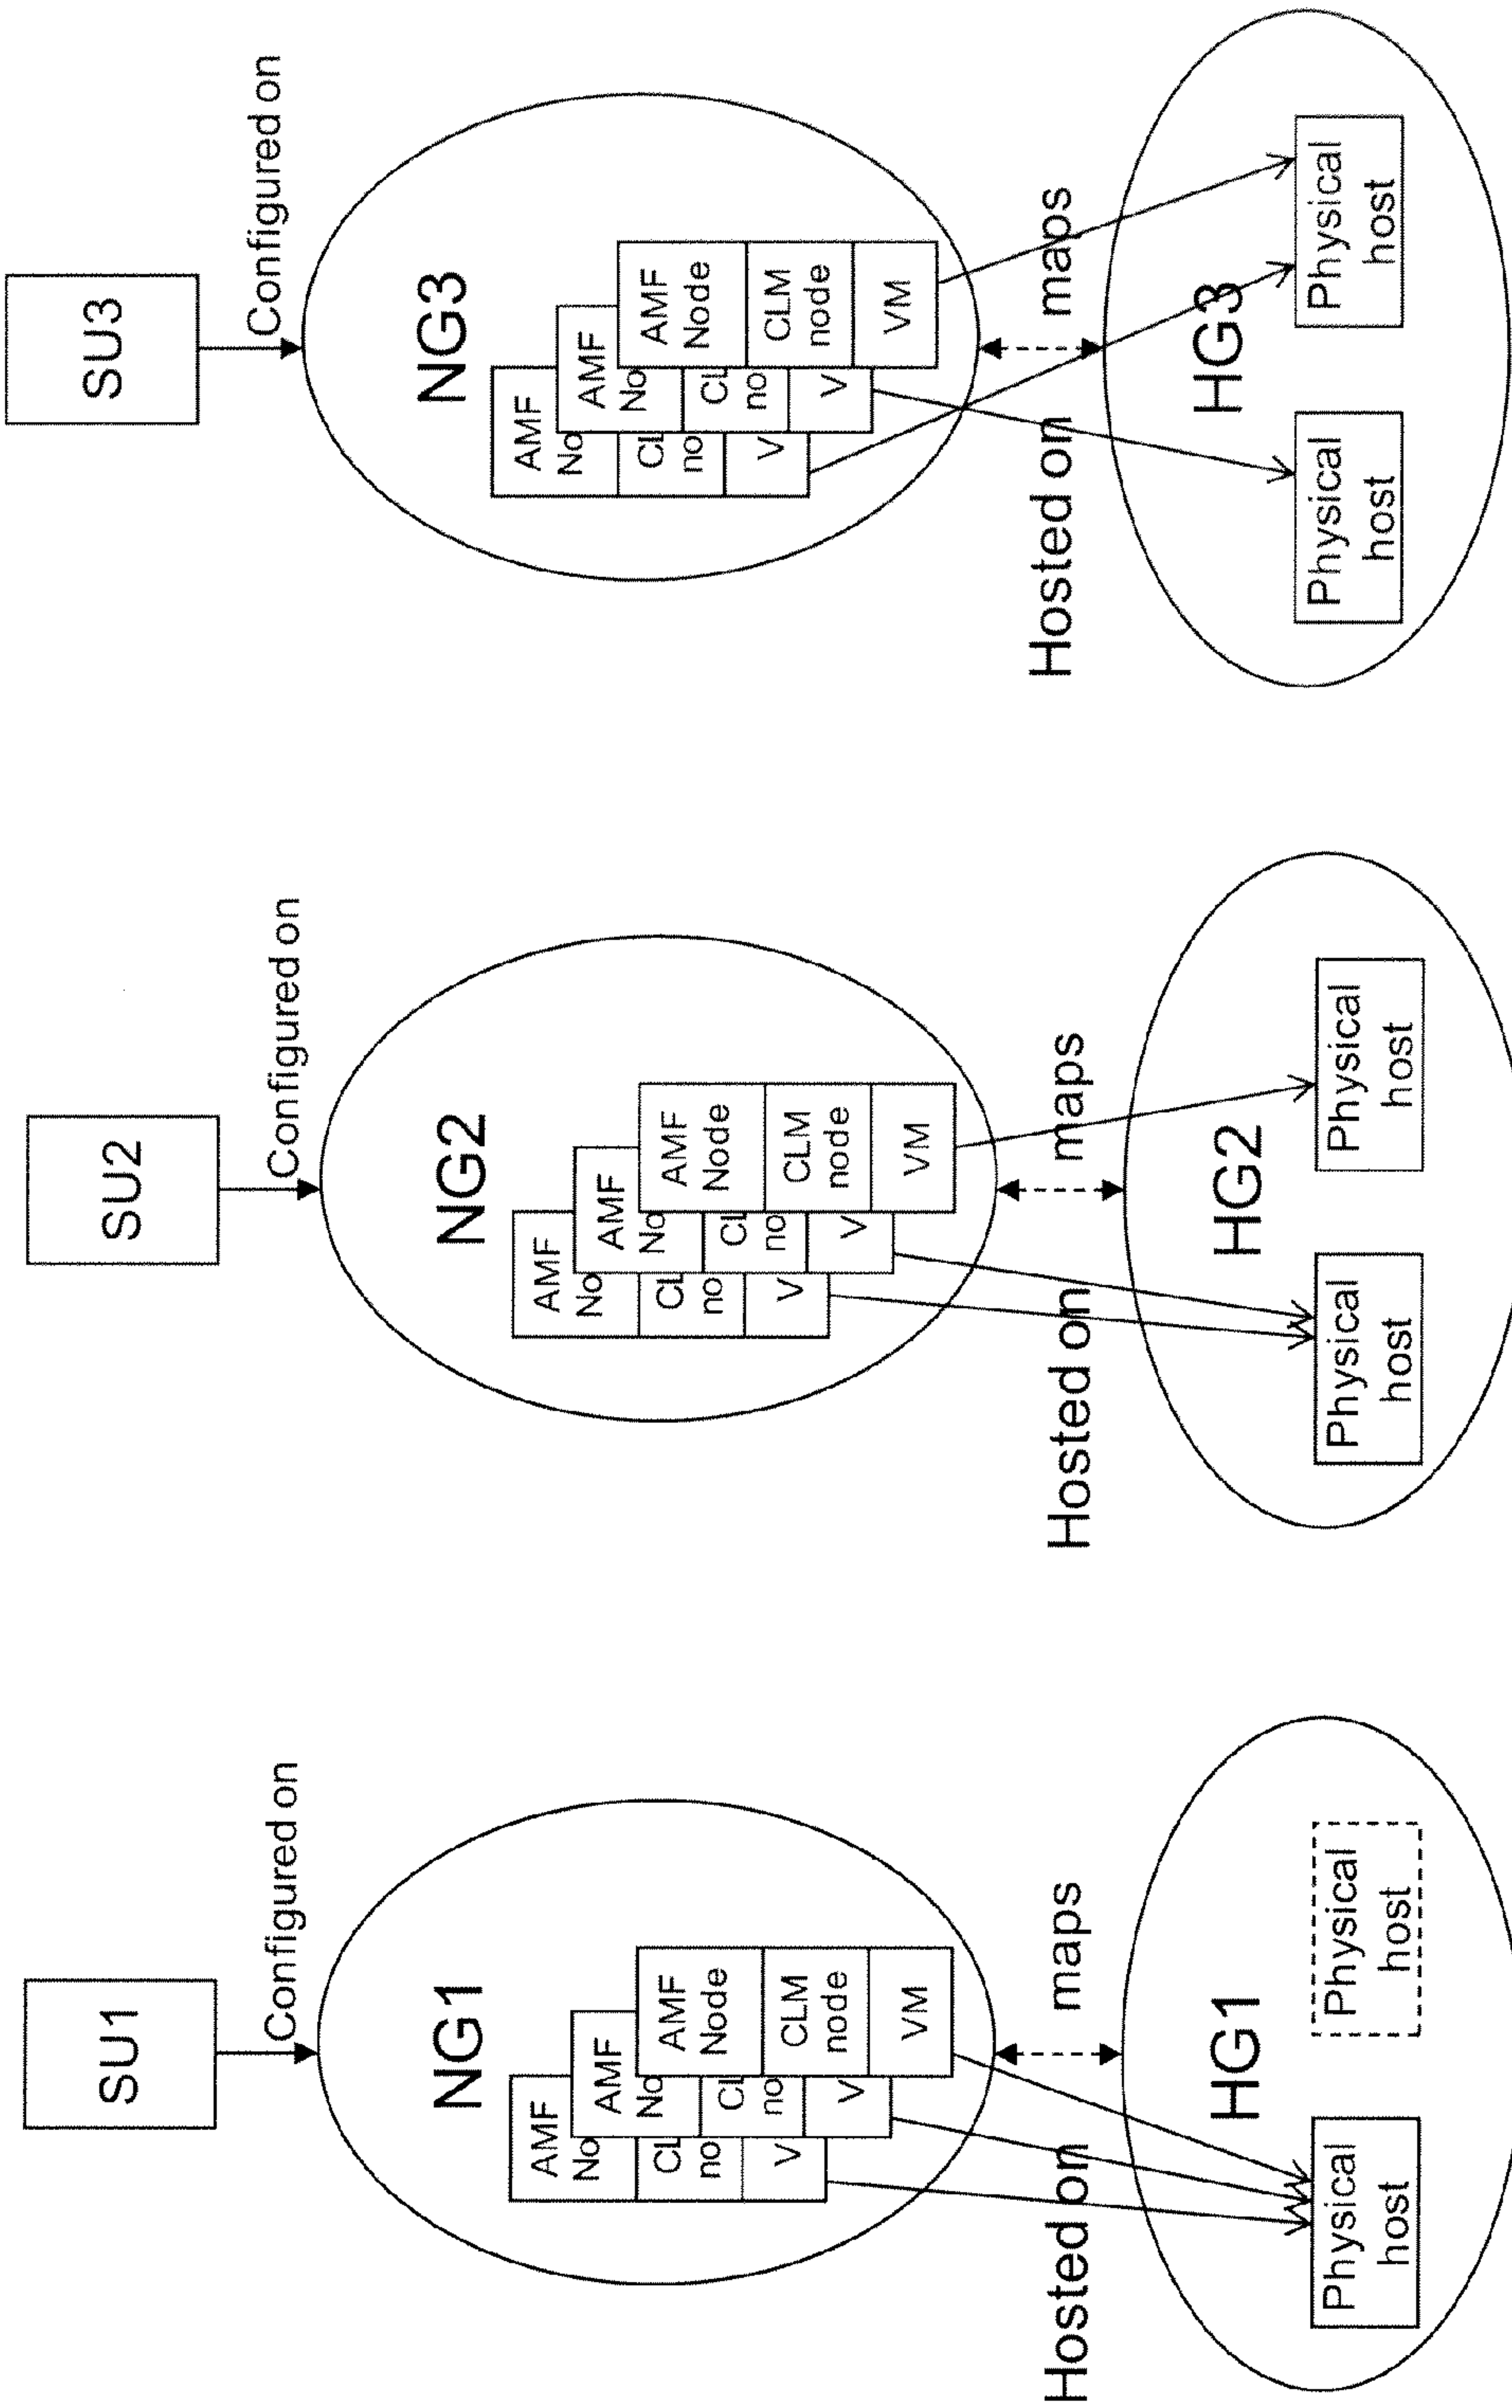 SU1
Configured on
NG1
AMF
No
CL
no
V
AMF
No
CL
no
V
AMF
Node
CLM
node
VM
Hosted on
maps
HG1
Physical
host
Physical
host
SU2
Configured on
NG2
AMF
No
CL
no
V
AMF
No
CL
no
V
AMF
Node
CLM
node
VM
Hosted on
maps
HG2
Physical
host
Physical
host
SU3
Configured on
NG3
AMF
No
CL
no
V
AMF
No
CL
no
V
AMF
Node
CLM
node
VM
Hosted on
maps
HG3
Physical
host
Physical
host